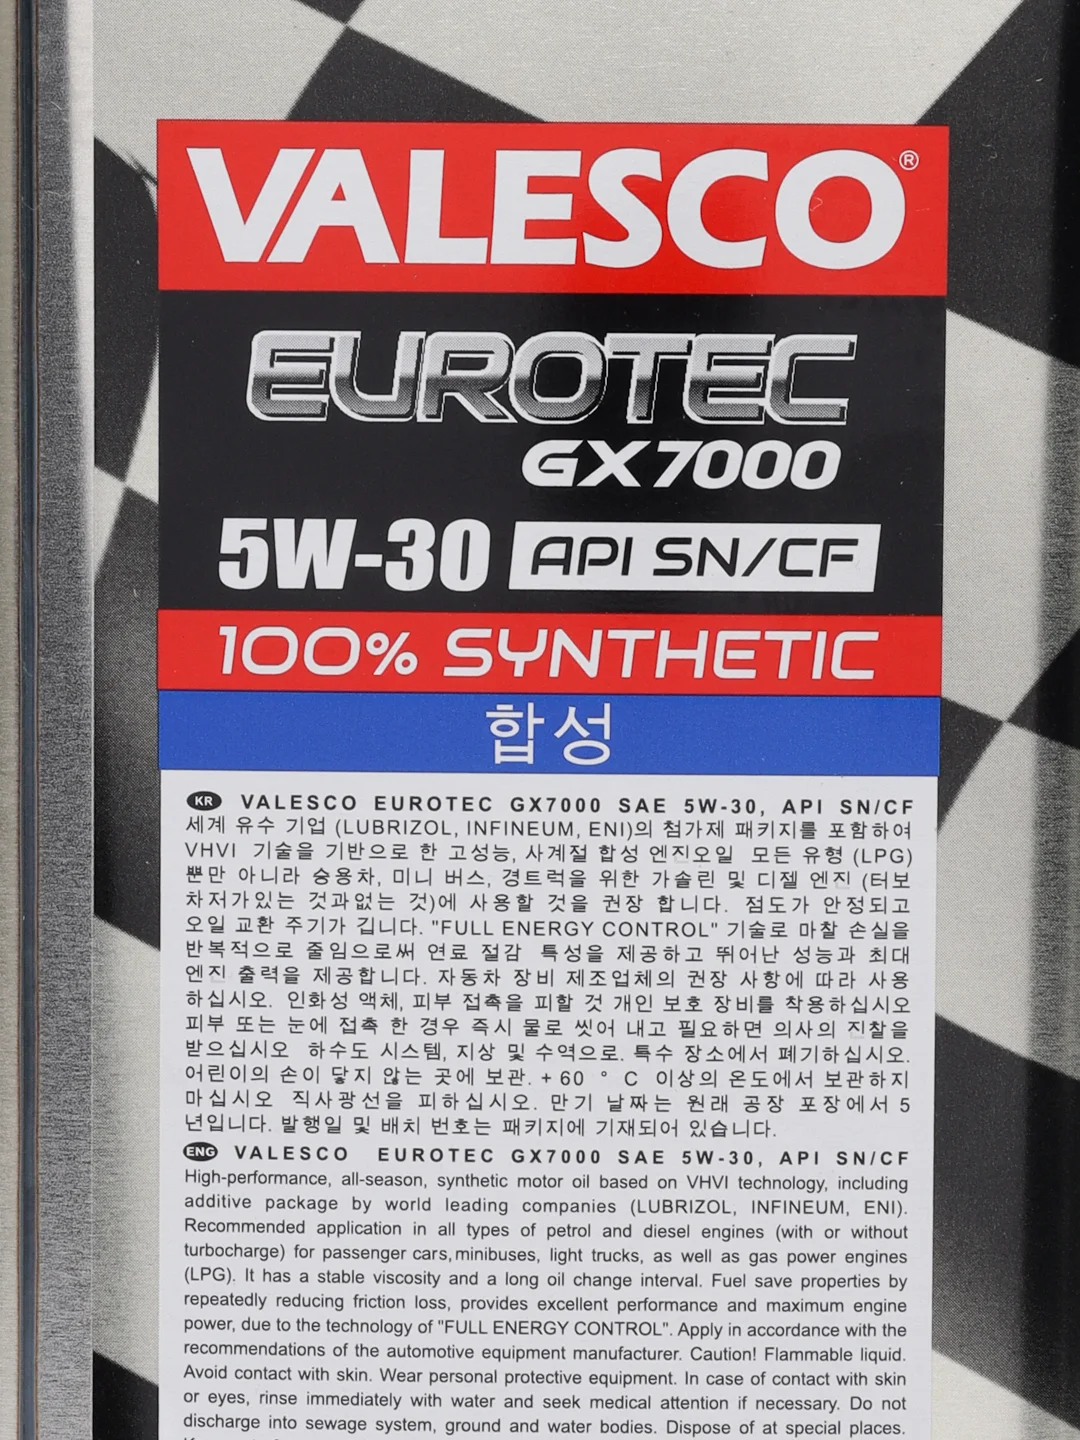 VALESCO®
EUROTEC
GX7000
5W-30 API SN/CF
100% SYNTHETIC
합성
KR VALESCO EUROTEC GX7000 SAE 5W-30, API SN/CF
세계 유수 기업 (LUBRIZOL, INFINEUM, ENI)의 첨가제 패키지를 포함하여
VHVI 기술을 기반으로 한 고성능, 사계절 합성 엔진오일 모든 유형 (LPG)
뿐만 아니라 승용차, 미니 버스, 경트럭을 위한 가솔린 및 디젤 엔진 (터보
차저가있는 것과없는 것)에 사용할 것을 권장 합니다. 점도가 안정되고
오일 교환 주기가 깁니다. "FULL ENERGY CONTROL" 기술로 마찰 손실을
반복적으로 줄임으로써 연료 절감 특성을 제공하고 뛰어난 성능과 최대
엔진 출력을 제공합니다. 자동차 장비 제조업체의 권장 사항에 따라 사용
하십시오. 인화성 액체, 피부 접촉을 피할 것 개인 보호 장비를 착용하십시오
피부 또는 눈에 접촉 한 경우 즉시 물로 씻어 내고 필요하면 의사의 진찰을
받으십시오 하수도 시스템, 지상 및 수역으로. 특수 장소에서 폐기하십시오.
어린이의 손이 닿지 않는 곳에 보관. +60 ° C 이상의 온도에서 보관하지
마십시오 직사광선을 피하십시오. 만기 날짜는 원래 공장 포장에서 5
년입니다. 발행일 및 배치 번호는 패키지에 기재되어 있습니다.
ENG VALESCO EUROTEC GX7000 SAE 5W-30, API SN/CF
High-performance, all-season, synthetic motor oil based on VHVI technology, including
additive package by world leading companies (LUBRIZOL, INFINEUM, ENI).
Recommended application in all types of petrol and diesel engines (with or without
turbocharge) for passenger cars, minibuses, light trucks, as well as gas power engines
(LPG). It has a stable viscosity and a long oil change interval. Fuel save properties by
repeatedly reducing friction loss, provides excellent performance and maximum engine
power, due to the technology of "FULL ENERGY CONTROL". Apply in accordance with the
recommendations of the automotive equipment manufacturer. Caution! Flammable liquid.
Avoid contact with skin. Wear personal protective equipment. In case of contact with skin
or eyes, rinse immediately with water and seek medical attention if necessary. Do not
discharge into sewage system, ground and water bodies. Dispose of at special places.